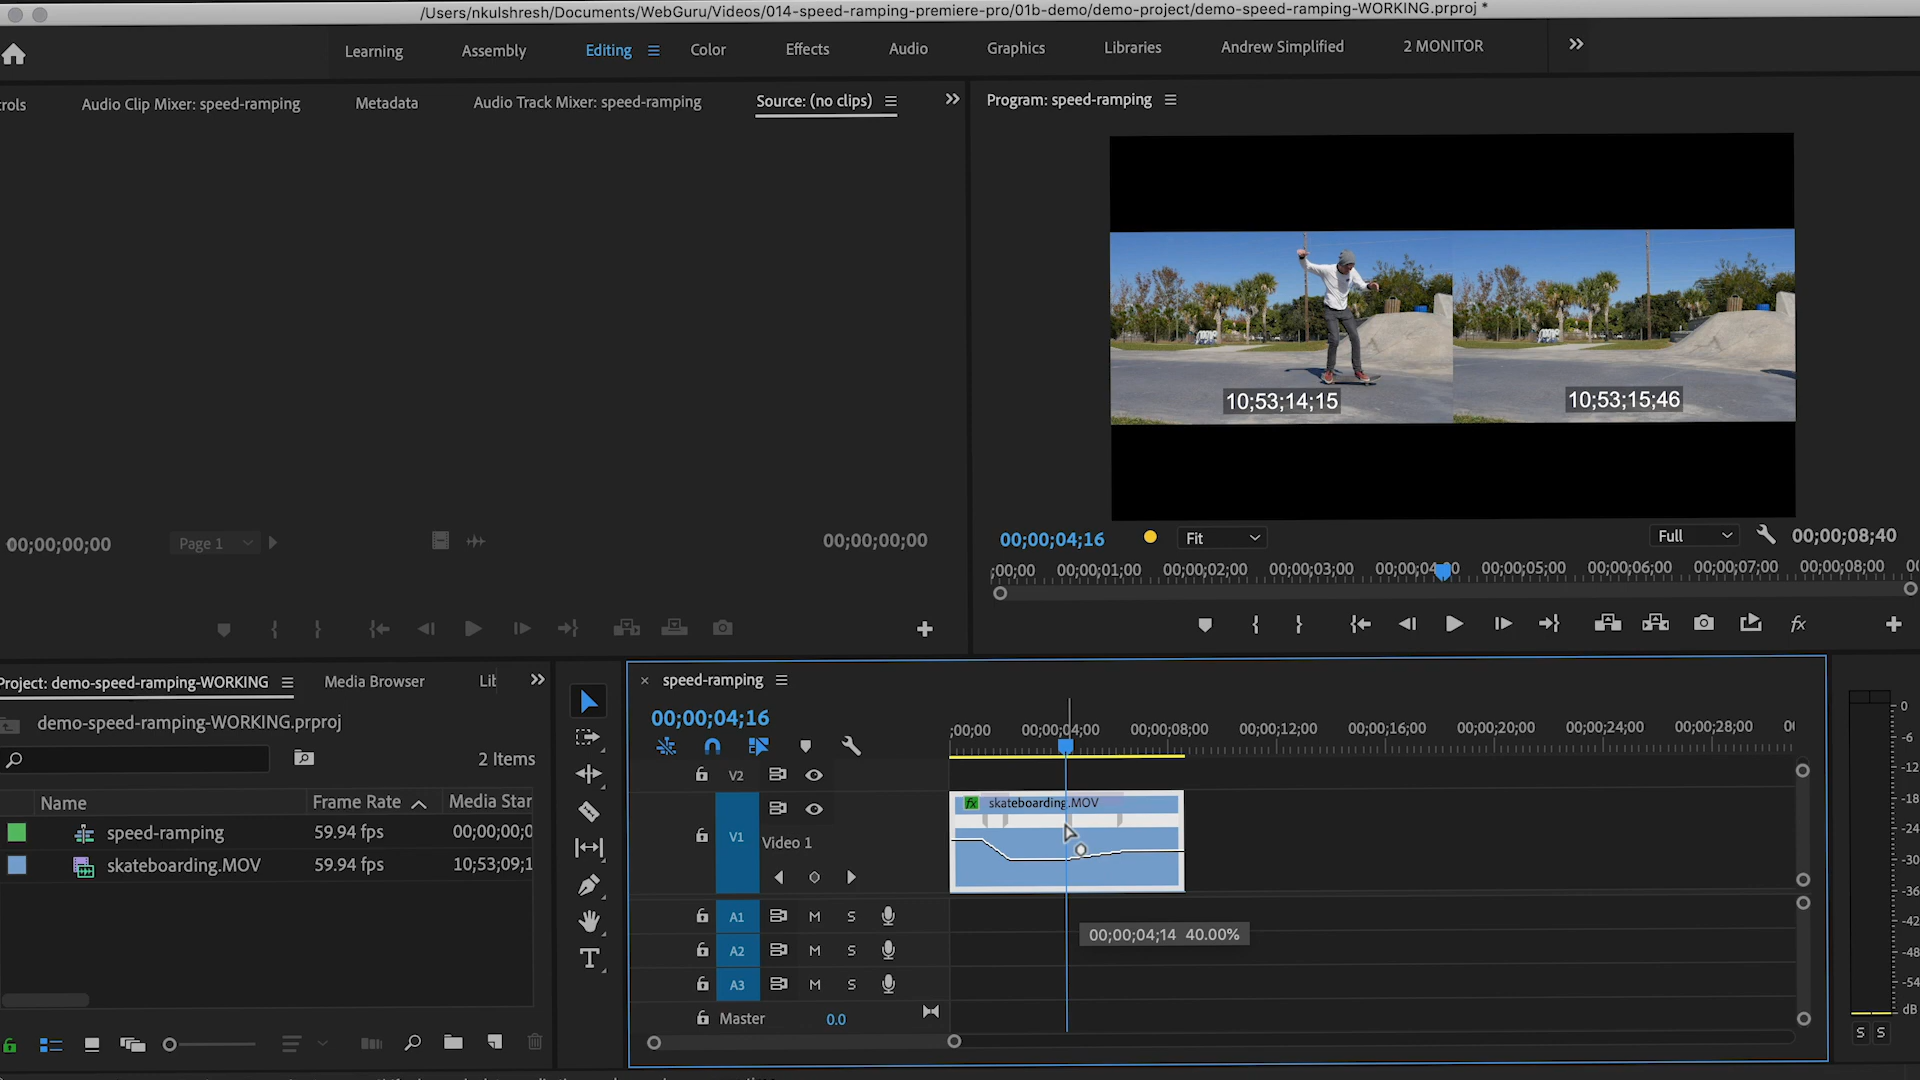 /Users/nkulshresh/Documents/WebGuru/Videos/014-speed-ramping-premiere-pro/01b-demo/demo-project/demo-speed-ramping-WORKING.prproj *
Learning Assembly Editing Color Effects Audio Graphics Libraries Andrew Simplified 2 MONITOR
rols Audio Clip Mixer: speed-ramping Metadata Audio Track Mixer: speed-ramping Source: (no clips)
Program: speed-ramping
10;53;14;15 10;53;15;46
00;00;00;00 Page 1 00;00;00;00
00;00;04;16 Fit Full 00;00;08;40
;00;00 00;00;01;00 00;00;02;00 00;00;03;00 00;00;04;00 00;00;05;00 00;00;06;00 00;00;07;00 00;00;08;00 00
fx
Project: demo-speed-ramping-WORKING Media Browser Lib
demo-speed-ramping-WORKING.prproj
2 Items
Name Frame Rate Media Star
speed-ramping 59.94 fps 00;00;00;0
skateboarding.MOV 59.94 fps 10;53;09;1
× speed-ramping
00;00;04;16
;00;00 00;00;04;00 00;00;08;00 00;00;12;00 00;00;16;00 00;00;20;00 00;00;24;00 00;00;28;00 00
V2
fx skateboarding.MOV
V1 Video 1
A1 M S
00;00;04;14 40.00%
A2 M S
A3 M S
Master 0.0
T
0
-6
-12
-18
-24
-30
-36
-42
-48
-54
dB
S S